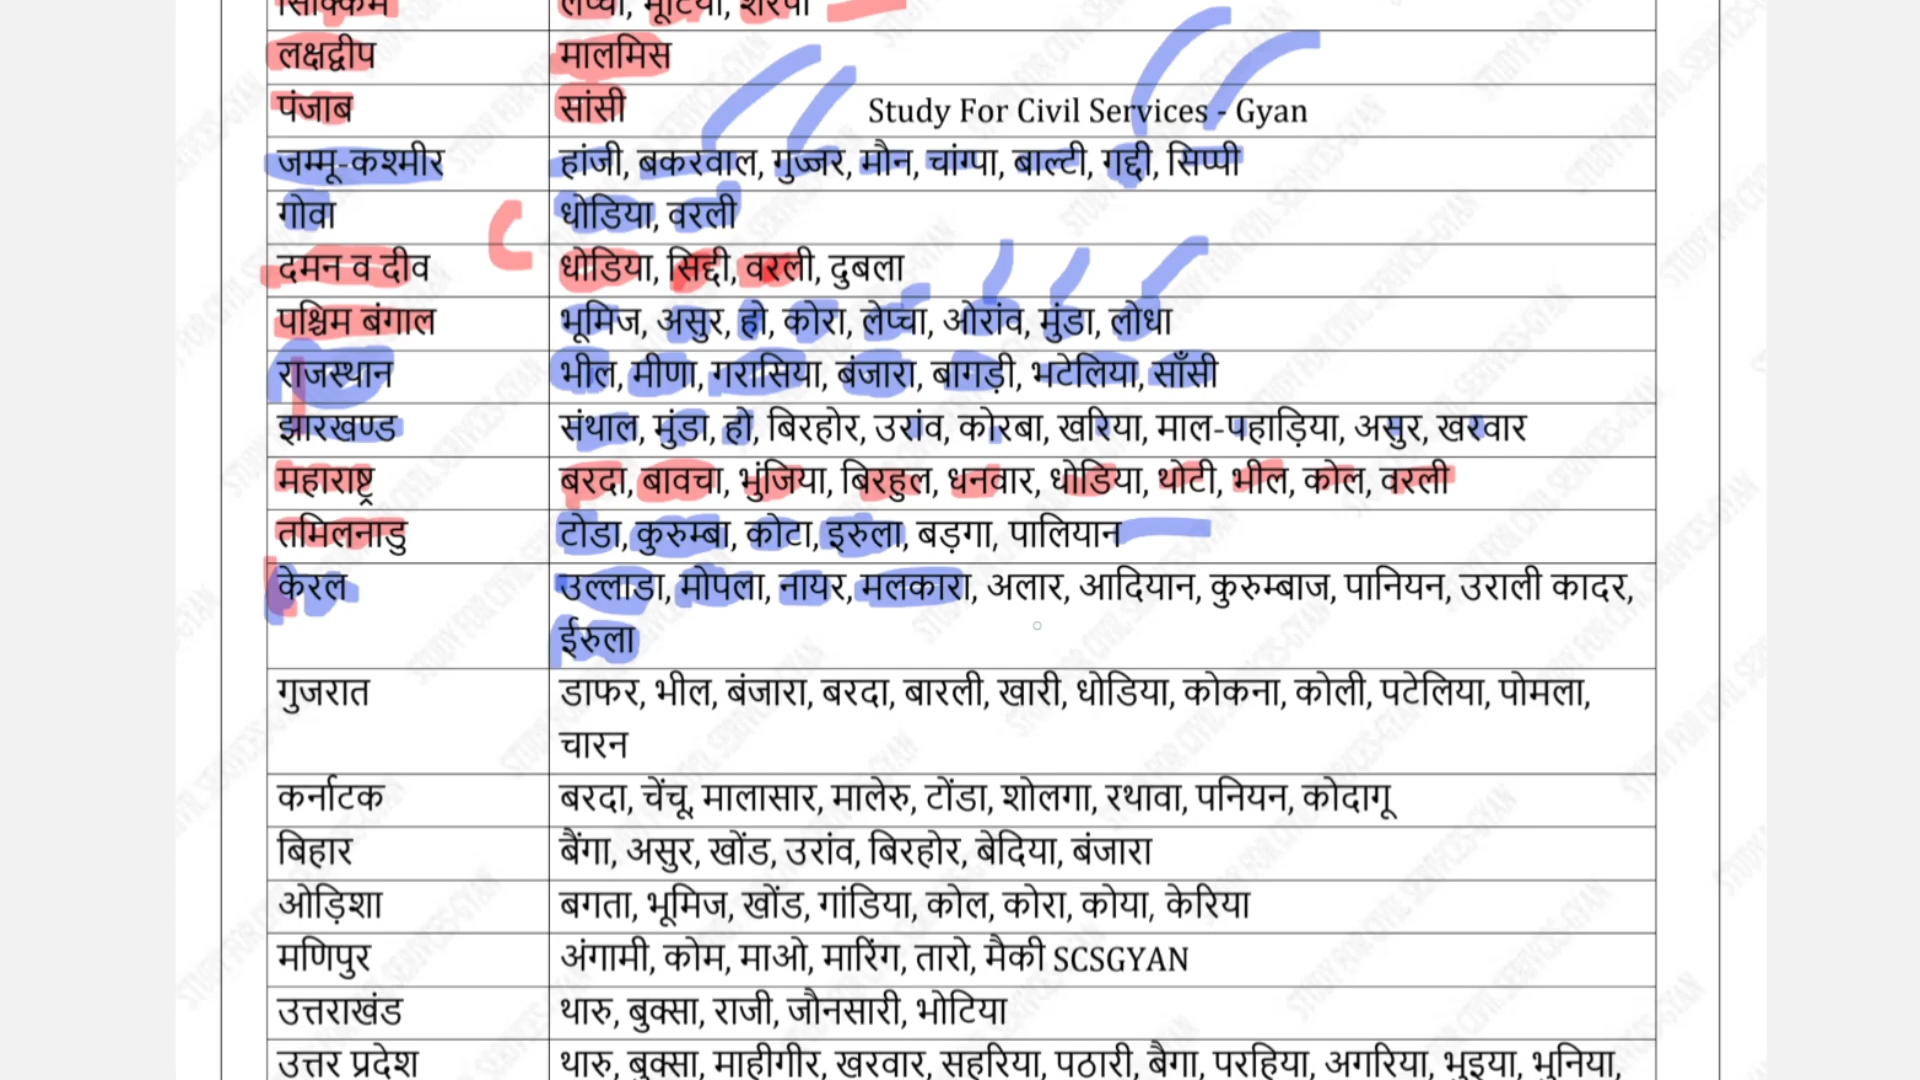 सिक्किम लेप्चा, भूटिया, शेरपा
लक्षद्वीप मालमिस
पंजाब सांसी Study For Civil Services - Gyan
जम्मू-कश्मीर हांजी, बकरवाल, गुज्जर, मौन, चांग्पा, बाल्टी, गद्दी, सिप्पी
गोवा धोडिया, वरली
दमन व दीव धोडिया, सिद्दी, वरली, दुबला
पश्चिम बंगाल भूमिज, असुर, हो, कोरा, लेप्चा, ओरांव, मुंडा, लोधा
राजस्थान भील, मीणा, गरासिया, बंजारा, बागड़ी, भटेलिया, साँसी
झारखण्ड संथाल, मुंडा, हो, बिरहोर, उरांव, कोरबा, खरिया, माल-पहाड़िया, असुर, खरवार
महाराष्ट्र बरदा, बावचा, भुंजिया, बिरहुल, धनवार, धोडिया, थोटी, भील, कोल, वरली
तमिलनाडु टोडा, कुरुम्बा, कोटा, इरुला, बड़गा, पालियान
केरल उल्लाडा, मोपला, नायर, मलकारा, अलार, आदियान, कुरुम्बाज, पानियन, उराली कादर,
ईरुला
गुजरात डाफर, भील, बंजारा, बरदा, बारली, खारी, धोडिया, कोकना, कोली, पटेलिया, पोमला,
चारन
कर्नाटक बरदा, चेंचू, मालासार, मालेरु, टोंडा, शोलगा, रथावा, पनियन, कोदागू
बिहार बैंगा, असुर, खोंड, उरांव, बिरहोर, बेदिया, बंजारा
ओड़िशा बगता, भूमिज, खोंड, गांडिया, कोल, कोरा, कोया, केरिया
मणिपुर अंगामी, कोम, माओ, मारिंग, तारो, मैकी SCSGYAN
उत्तराखंड थारु, बुक्सा, राजी, जौनसारी, भोटिया
उत्तर प्रदेश थारु, बुक्सा, माहीगीर, खरवार, सहरिया, पठारी, बैगा, परहिया, अगरिया, भुइया, भुनिया,